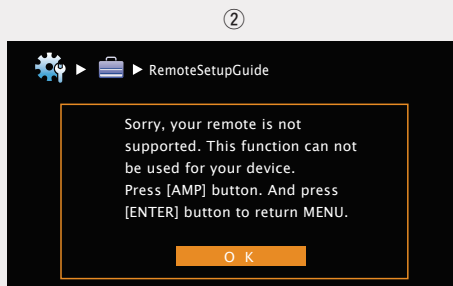 ②
RemoteSetupGuide
Sorry, your remote is not
supported. This function can not
be used for your device.
Press [AMP] button. And press
[ENTER] button to return MENU.
O K